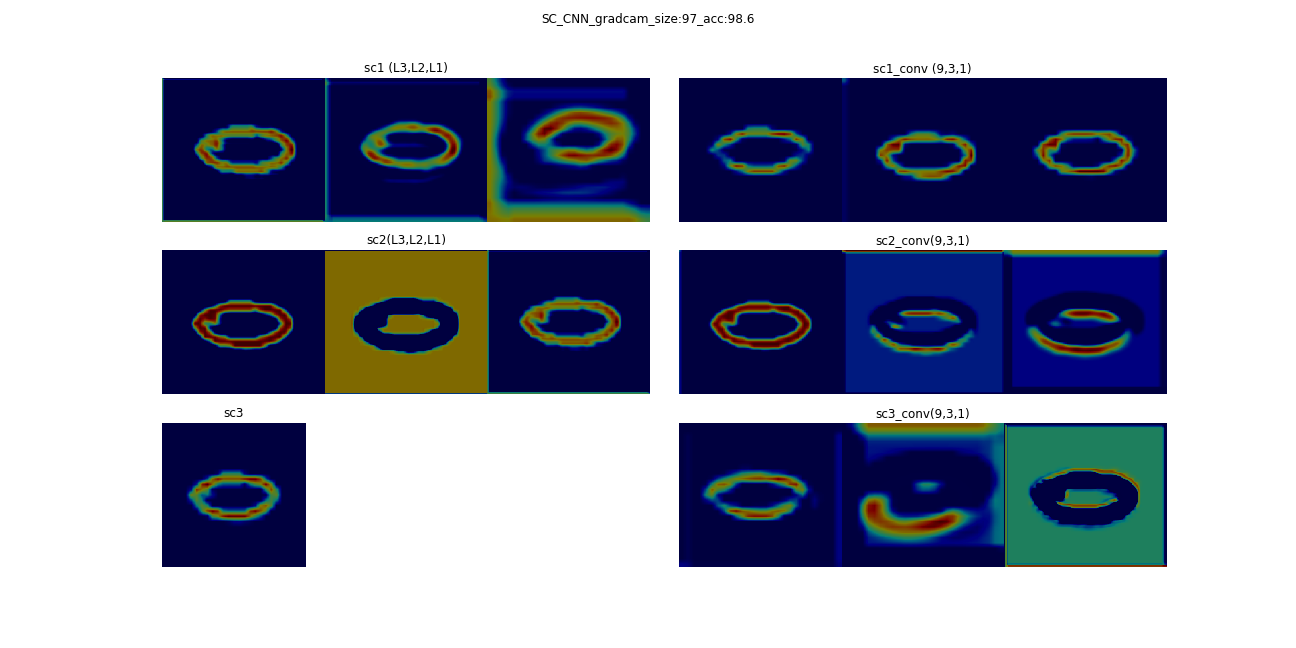 SC_CNN_gradcam_size:97_acc:98.6
sc1 (L3,L2,L1)
sc1_conv (9,3,1)
sc2(L3,L2,L1)
sc2_conv(9,3,1)
sc3
sc3_conv(9,3,1)